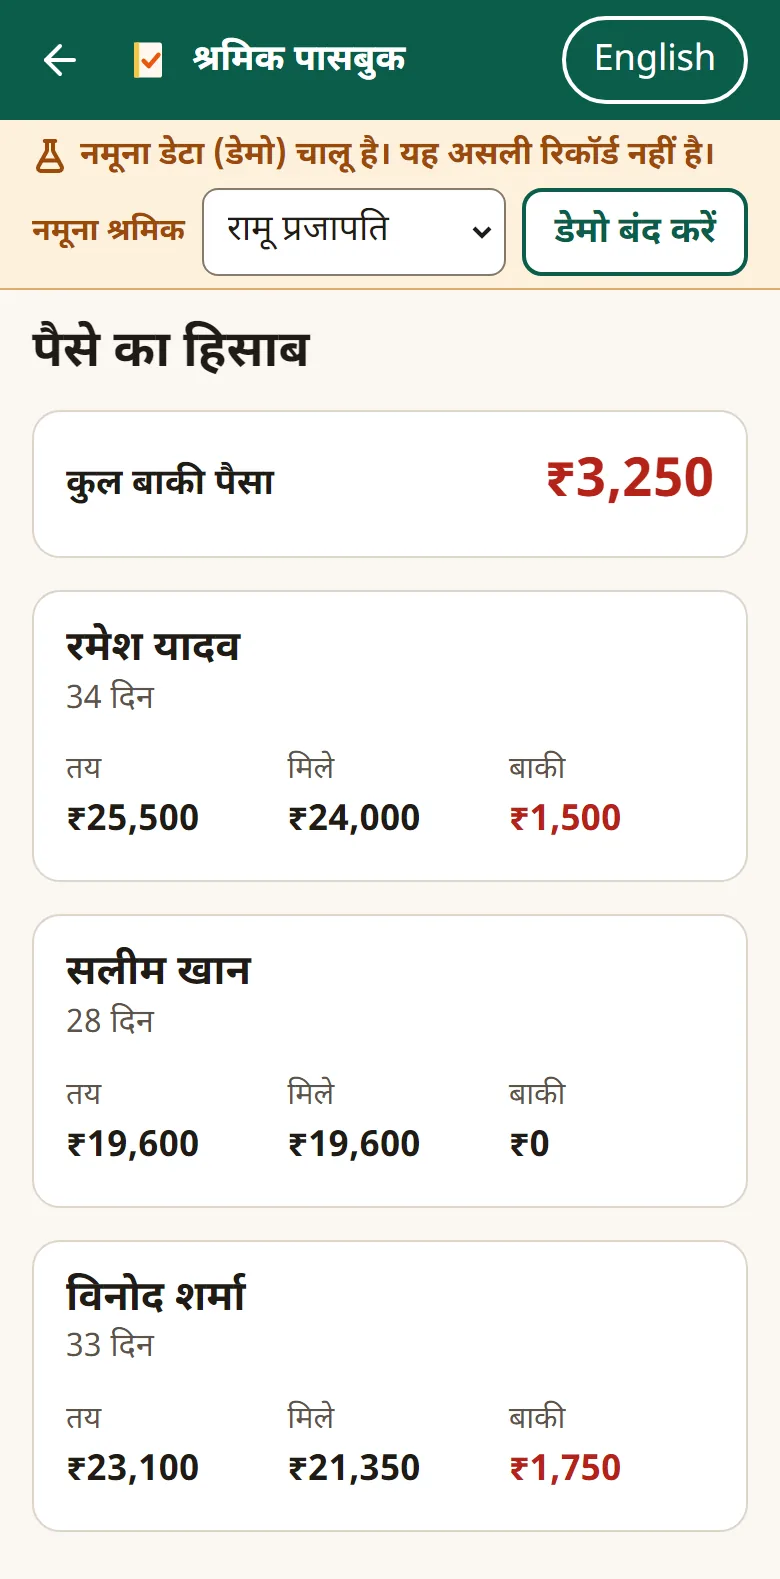 श्रमिक पासबुक
English
नमूना डेटा (डेमो) चालू है। यह असली रिकॉर्ड नहीं है।
नमूना श्रमिक
रामू प्रजापति
डेमो बंद करें
पैसे का हिसाब
कुल बाकी पैसा ₹3,250
रमेश यादव
34 दिन
तय मिले बाकी
₹25,500 ₹24,000 ₹1,500
सलीम खान
28 दिन
तय मिले बाकी
₹19,600 ₹19,600 ₹0
विनोद शर्मा
33 दिन
तय मिले बाकी
₹23,100 ₹21,350 ₹1,750